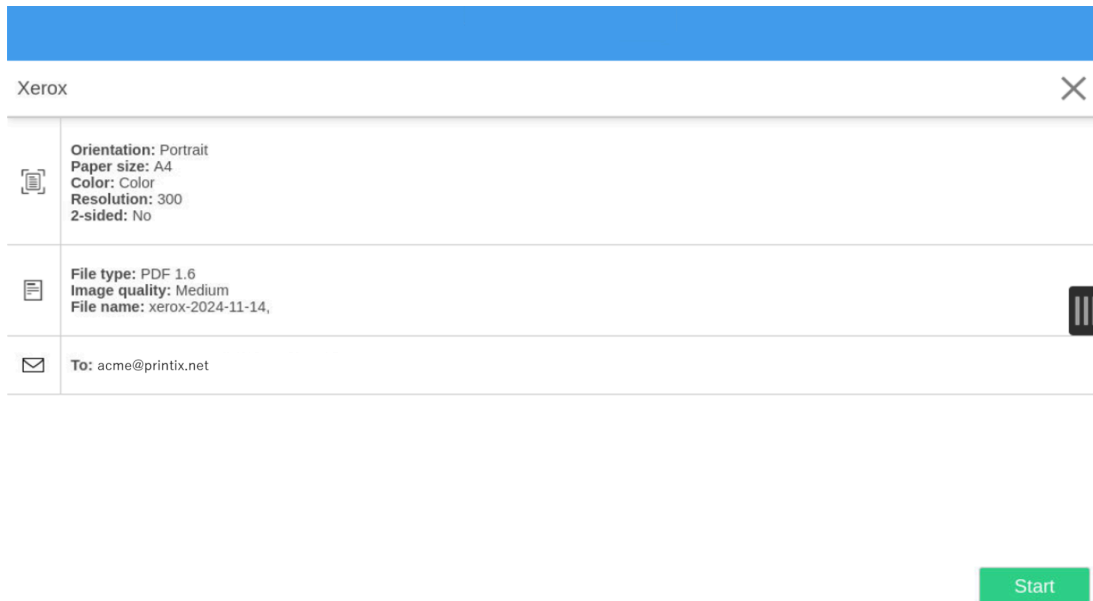 Xerox
Orientation: Portrait
Paper size: A4
Color: Color
Resolution: 300
2-sided: No
File type: PDF 1.6
Image quality: Medium
File name: xerox-2024-11-14,
To: acme@printix.net
Start